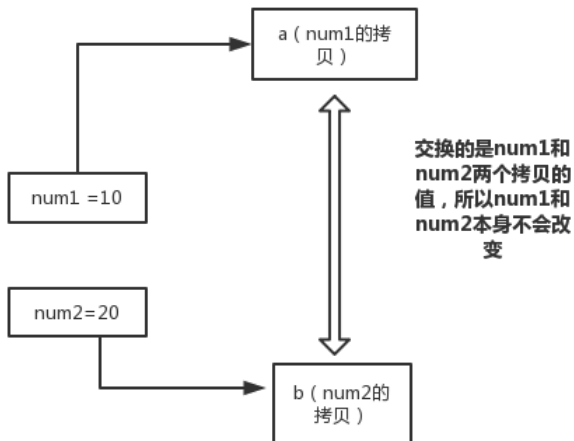 a（num1的拷
贝）
交换的是num1和
num2两个拷贝的
值，所以num1和
num2本身不会改
变
num1 =10
num2=20
b（num2的
拷贝）